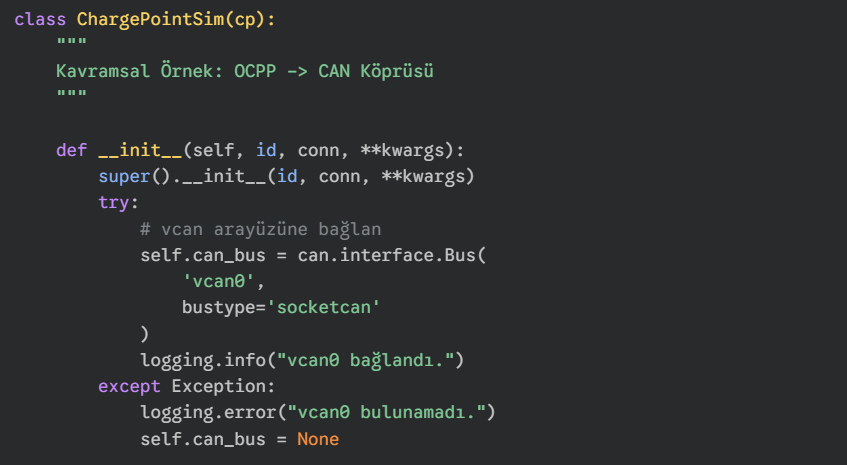 class ChargePointSim(cp):
    """
    Kavramsal Örnek: OCPP -> CAN Köprüsü
    """

    def __init__(self, id, conn, **kwargs):
        super().__init__(id, conn, **kwargs)
        try:
            # vcan arayüzüne bağlan
            self.can_bus = can.interface.Bus(
                'vcan0',
                bustype='socketcan'
            )
            logging.info("vcan0 bağlandı.")
        except Exception:
            logging.error("vcan0 bulunamadı.")
            self.can_bus = None